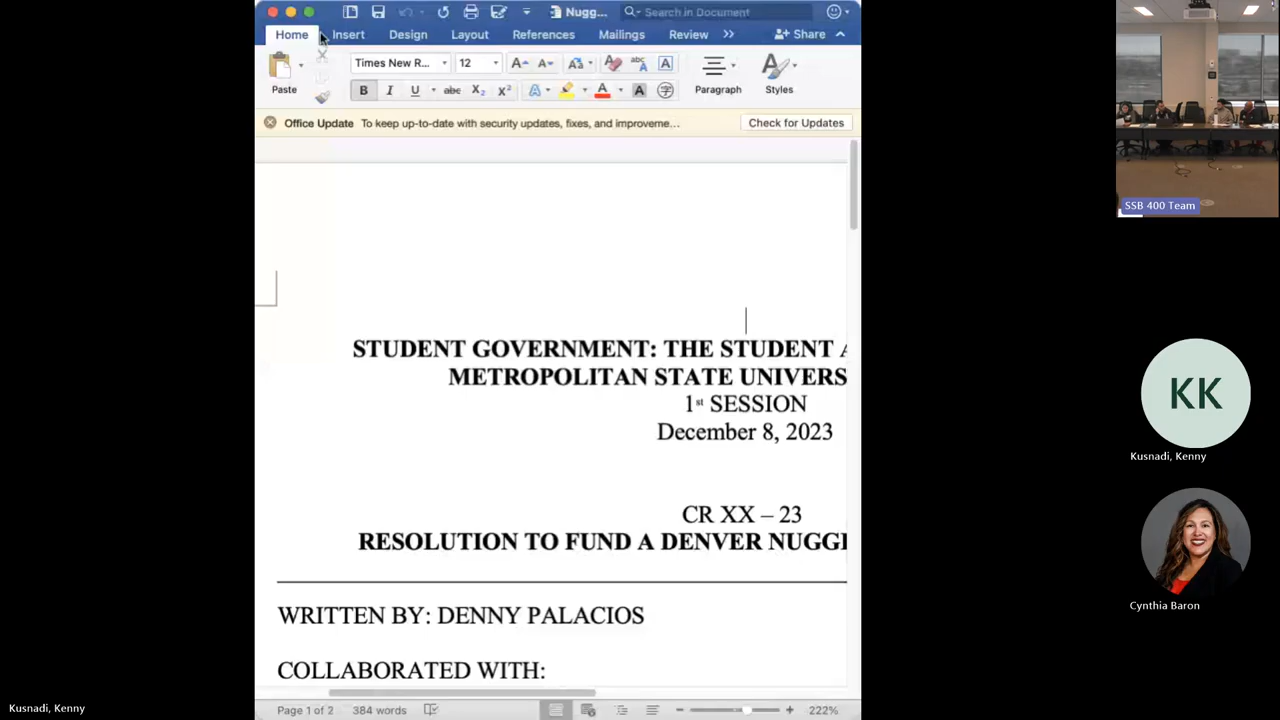 Nugg...
Search in Document
Home
Insert
Design
Layout
References
Mailings
Review
Share
Paste
Times New R...
12
Paragraph
Styles
Office Update
To keep up-to-date with security updates, fixes, and improveme...
Check for Updates
STUDENT GOVERNMENT: THE STUDENT A
METROPOLITAN STATE UNIVERS
1st SESSION
December 8, 2023
CR XX – 23
RESOLUTION TO FUND A DENVER NUGG
WRITTEN BY: DENNY PALACIOS
COLLABORATED WITH:
Page 1 of 2
384 words
222%
SSB 400 Team
KK
Kusnadi, Kenny
Cynthia Baron
Kusnadi, Kenny